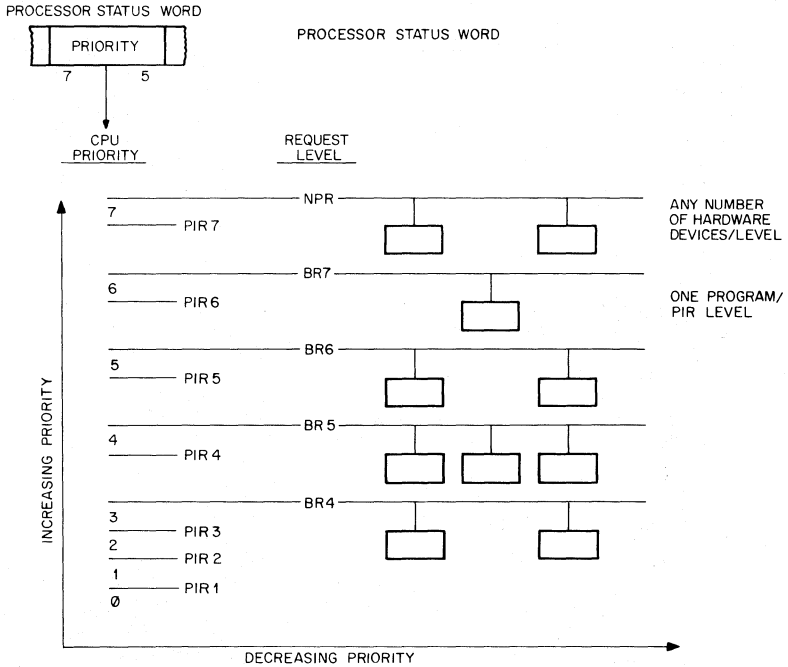 PROCESSOR STATUS WORD
PRIORITY
7 5
PROCESSOR STATUS WORD
CPU
PRIORITY
REQUEST
LEVEL
NPR
7
PIR 7
ANY NUMBER
OF HARDWARE
DEVICES/LEVEL
BR7
6
PIR 6
ONE PROGRAM/
PIR LEVEL
BR6
5
PIR 5
BR 5
4
PIR 4
BR4
3
PIR 3
2
PIR 2
1
PIR 1
Ø
INCREASING PRIORITY
DECREASING PRIORITY